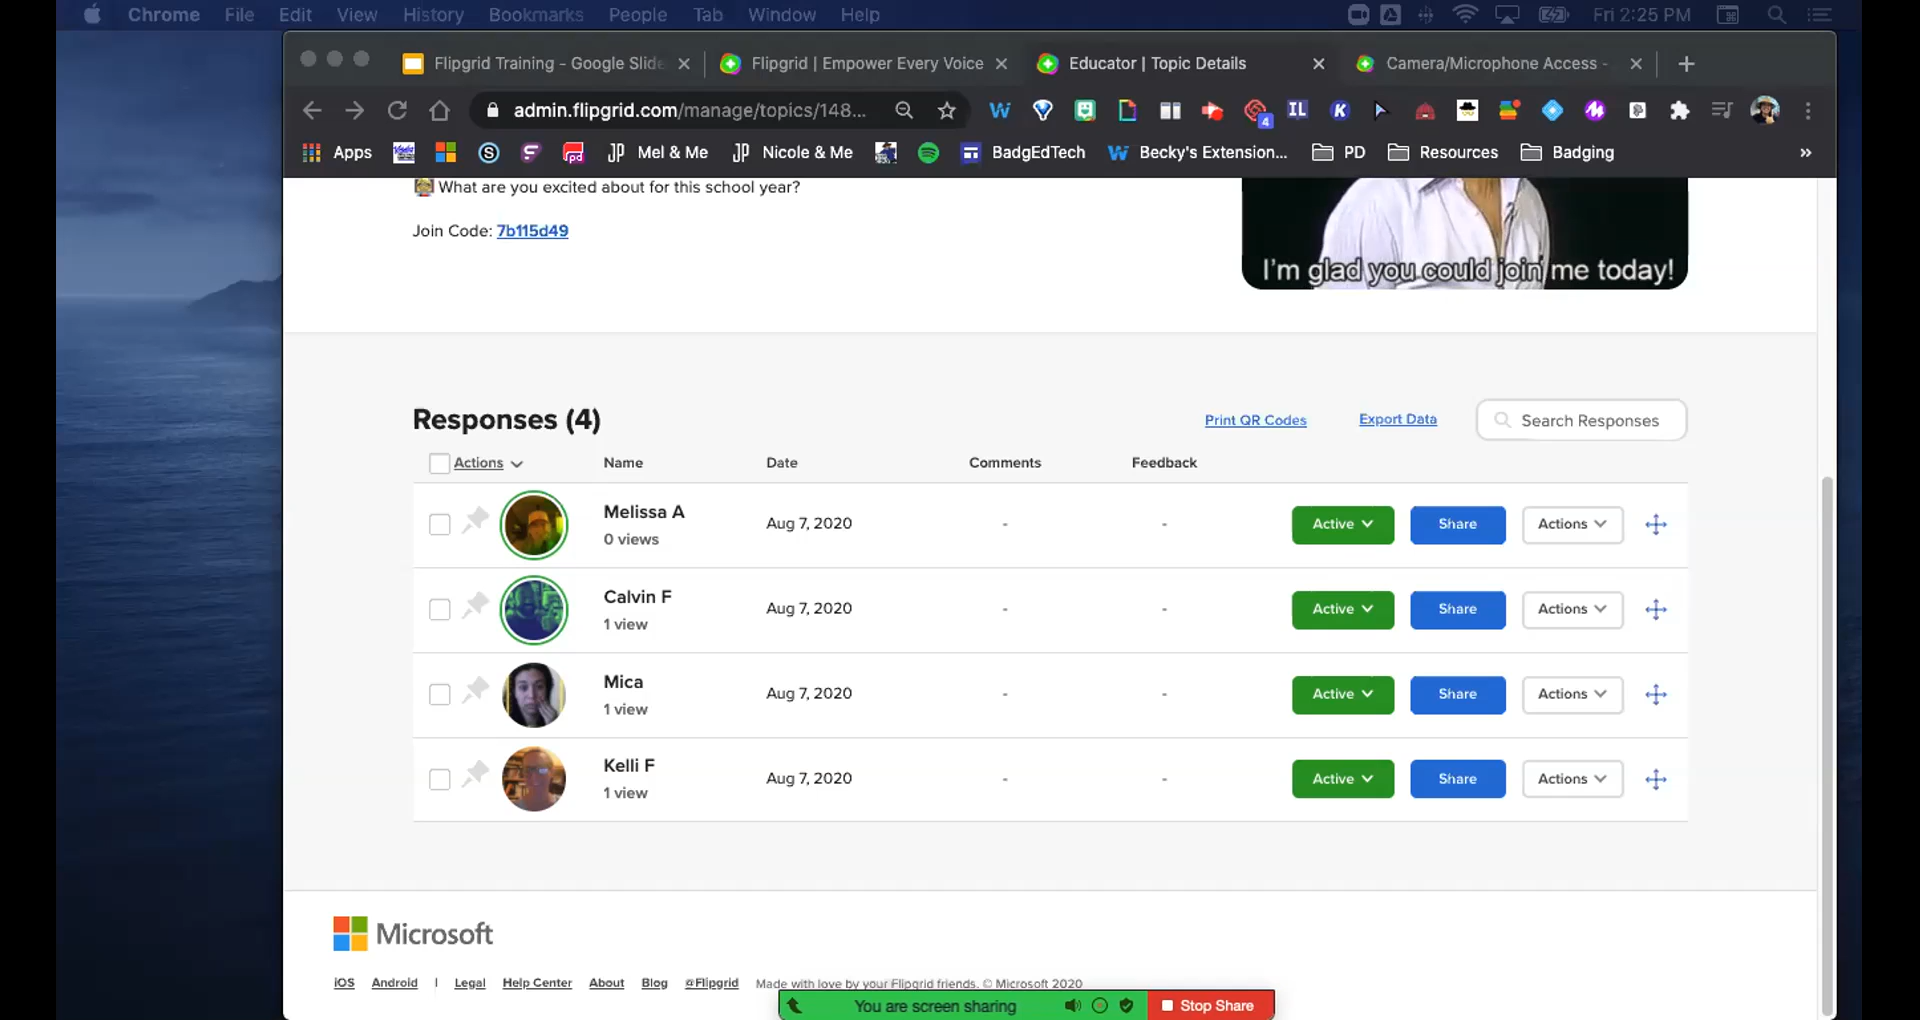 Chrome File Edit View History Bookmarks People Tab Window Help Fri 2:25 PM
Flipgrid Training - Google Slide Flipgrid | Empower Every Voice Educator | Topic Details Camera/Microphone Access -
admin.flipgrid.com/manage/topics/148... 4 IL K
Apps pd JP Mel & Me JP Nicole & Me BadgEdTech Becky's Extension... PD Resources Badging »
What are you excited about for this school year?
Join Code: 7b115d49
I'm glad you could join me today!
Responses (4) Print QR Codes Export Data Search Responses
Actions Name Date Comments Feedback
Melissa A
0 views
Aug 7, 2020 - - Active Share Actions
Calvin F
1 view
Aug 7, 2020 - - Active Share Actions
Mica
1 view
Aug 7, 2020 - - Active Share Actions
Kelli F
1 view
Aug 7, 2020 - - Active Share Actions
Microsoft
iOS Android | Legal Help Center About Blog @Flipgrid Made with love by your Flipgrid friends. © Microsoft 2020
You are screen sharing Stop Share